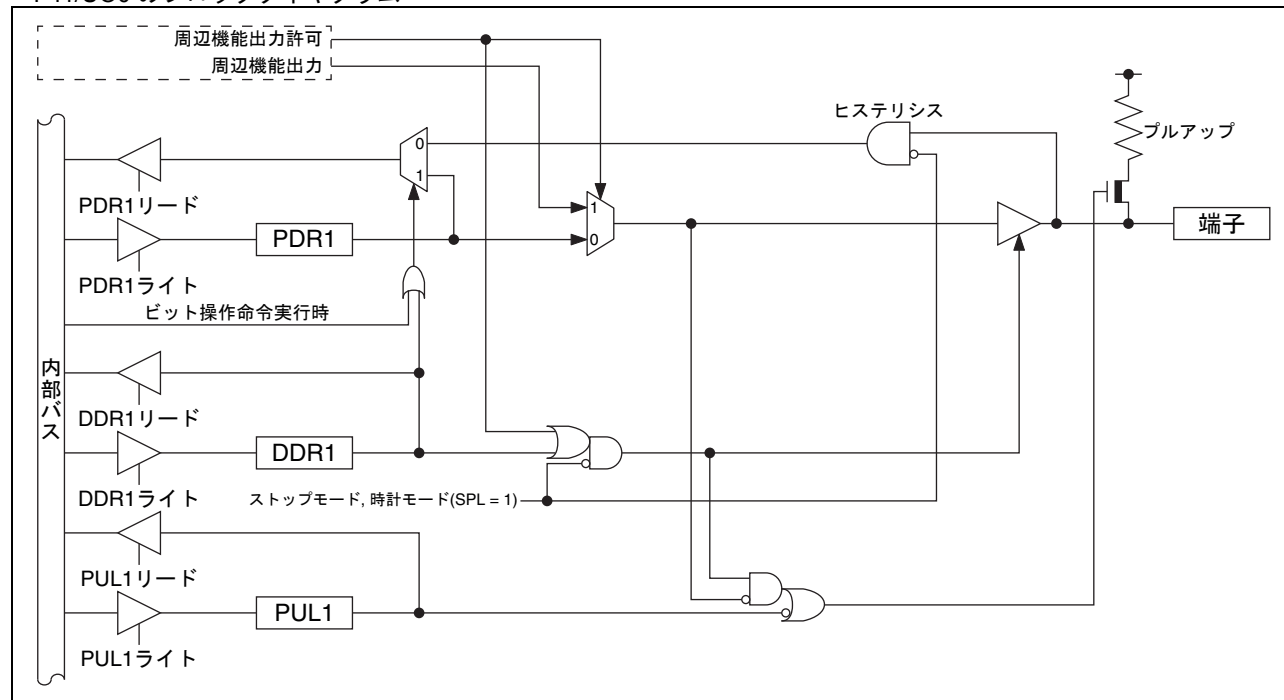 周辺機能出力許可
周辺機能出力
ヒステリシス
プルアップ
0
1
PDR1リード
1
0
端子
PDR1
PDR1ライト
ビット操作命令実行時
内部バス
DDR1リード
DDR1
DDR1ライト
ストップモード, 時計モード(SPL = 1)
PUL1リード
PUL1
PUL1ライト